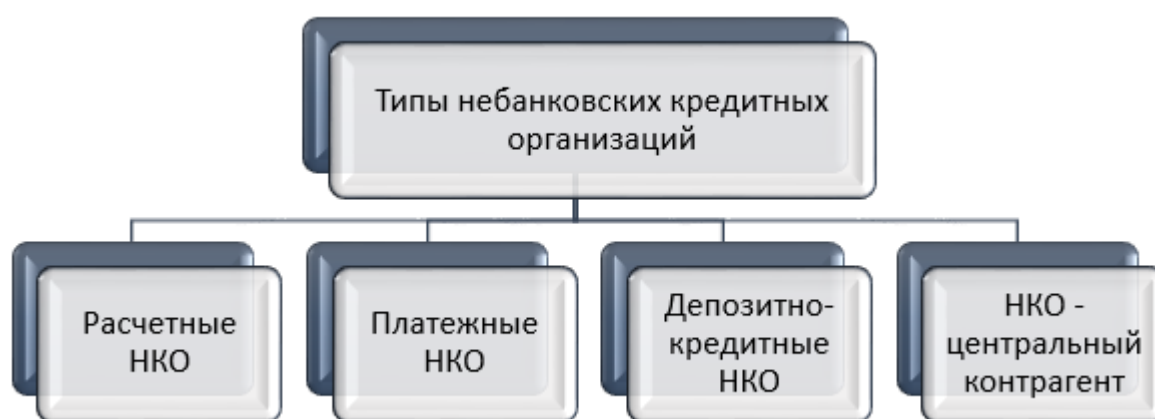 Типы небанковских кредитных
организаций
Расчетные
НКО
Платежные
НКО
Депозитно-
кредитные
НКО
НКО -
центральный
контрагент